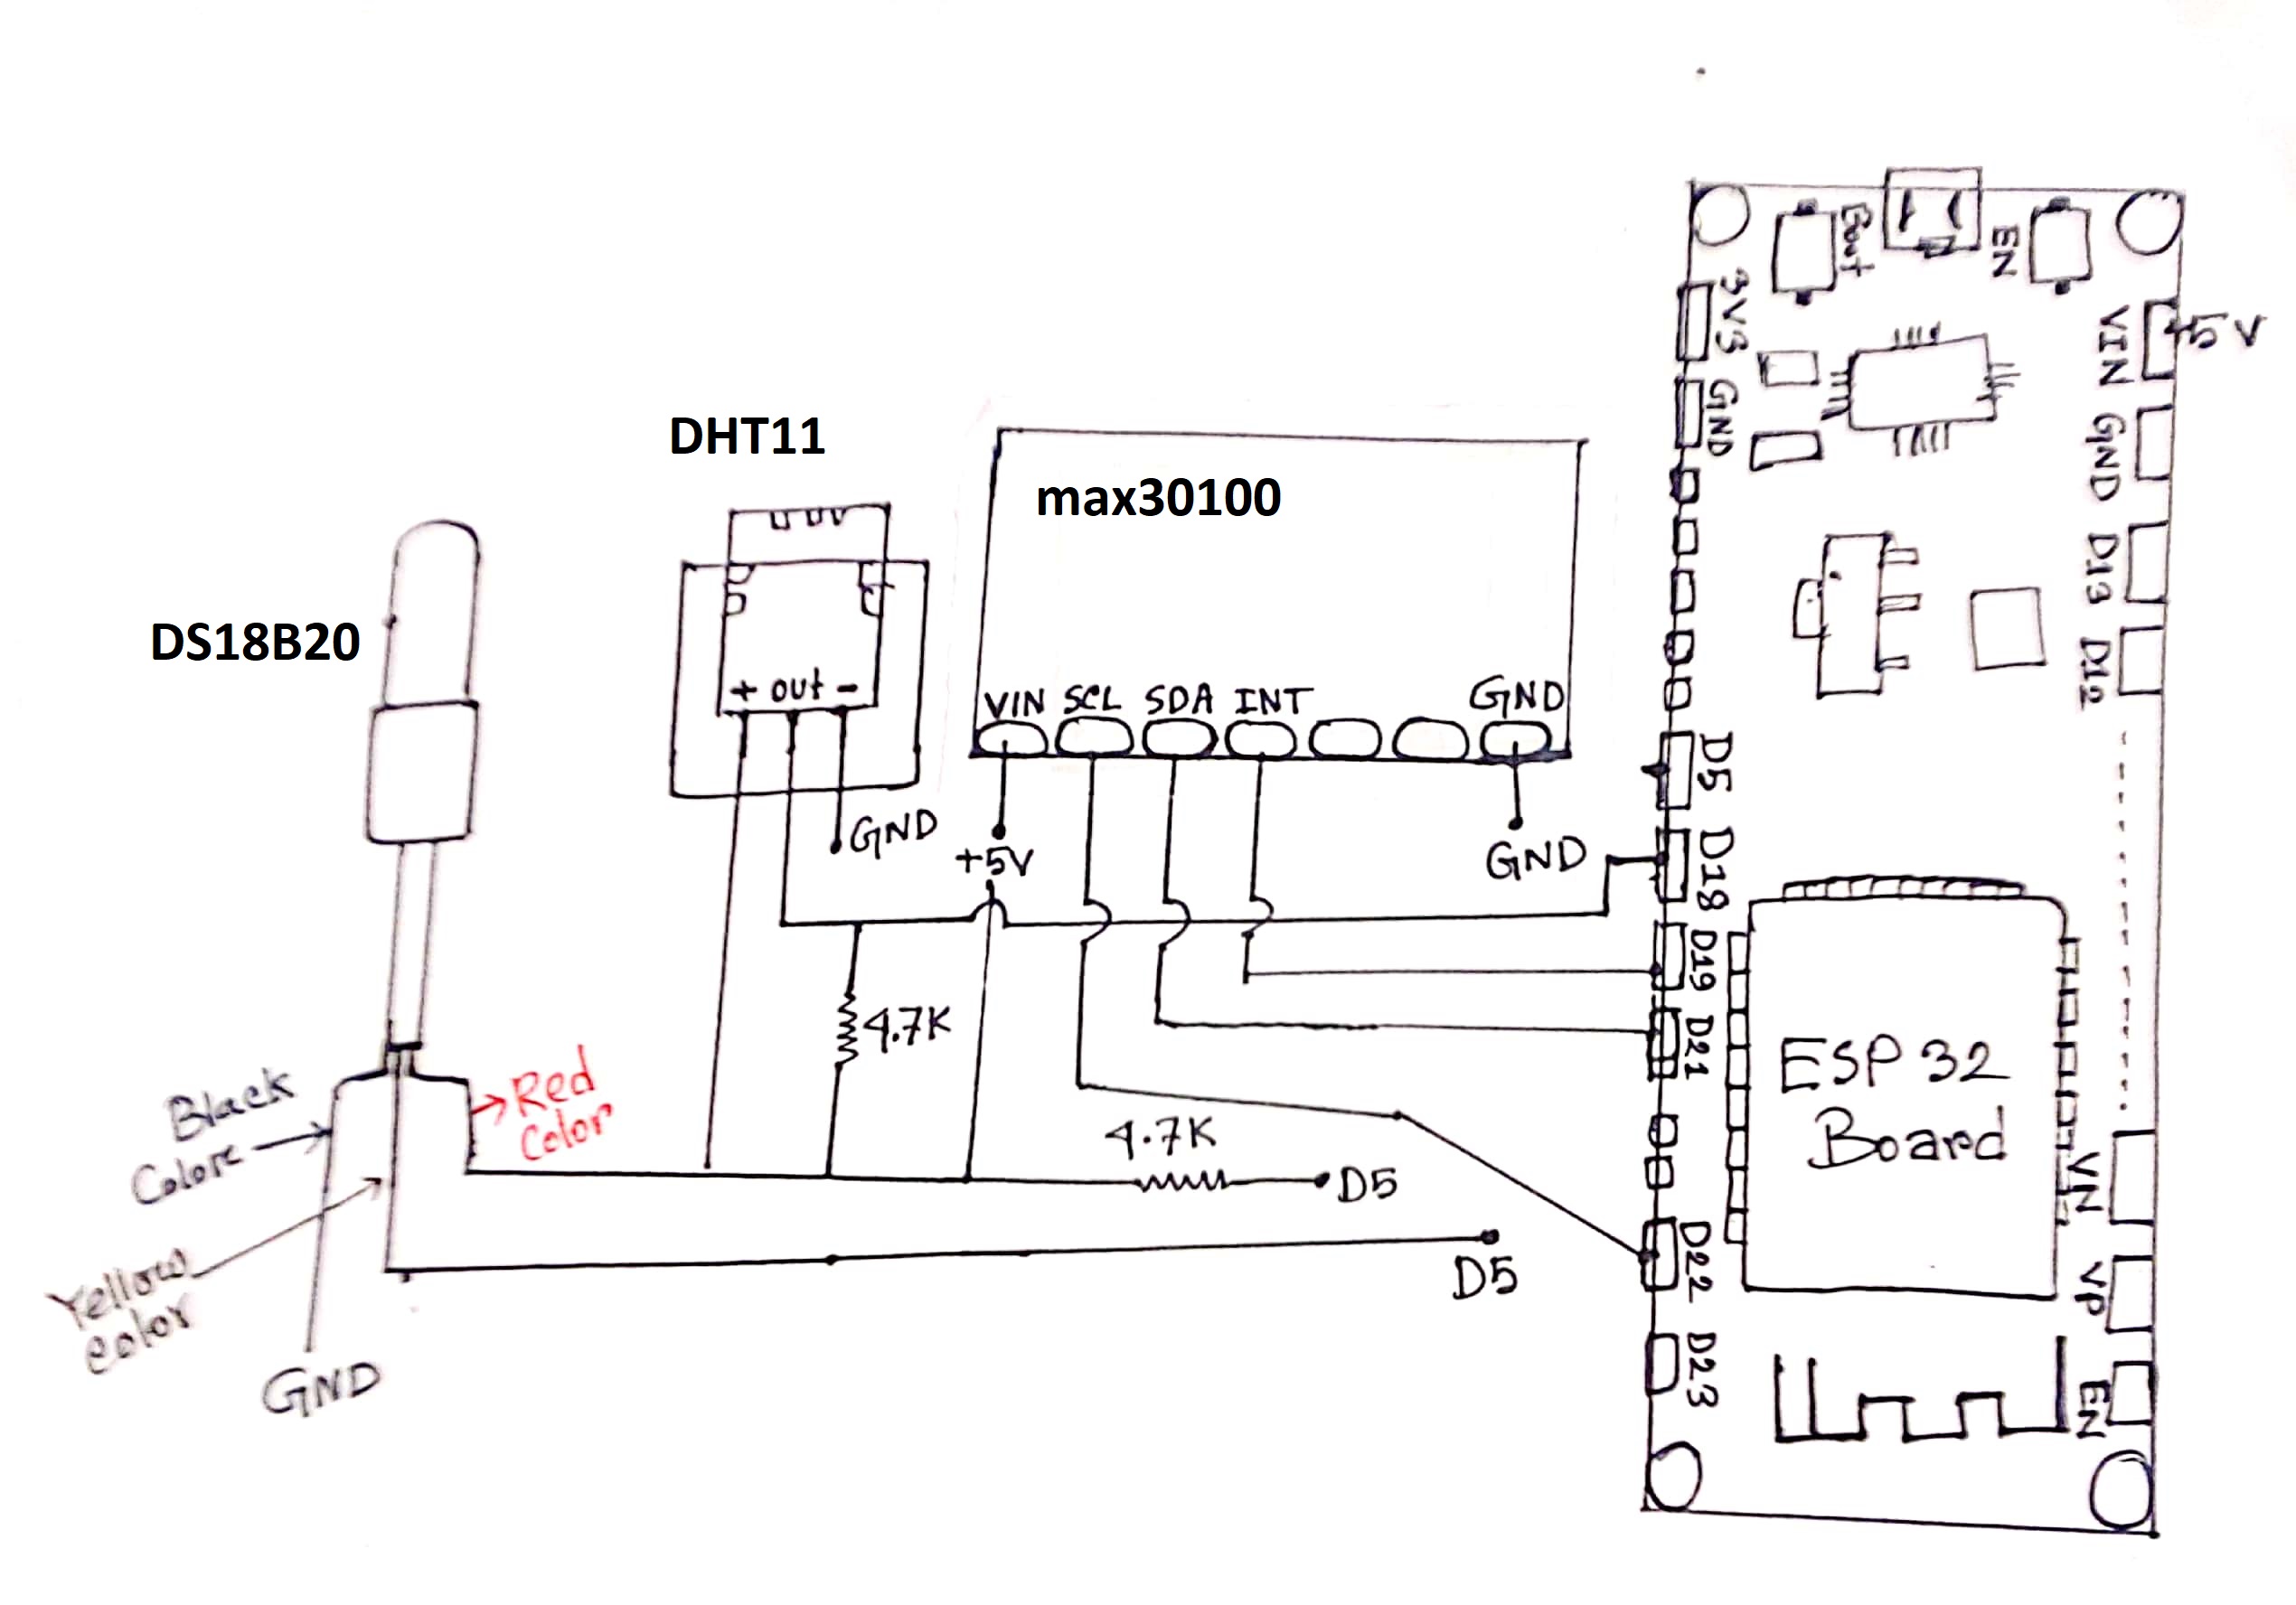 DHT11
max30100
DS18B20
+ out -
VIN SCL SDA INT GND
GND
+5V
GND
4.7K
4.7K
D5
D5
Black
Colore
Red
Color
Yellow
Color
GND
Bout
EN
3V3
GND
D5
D18
D19
D21
D22
D23
VIN
5V
GND
D13
D12
VN
VP
EN
ESP 32
Board